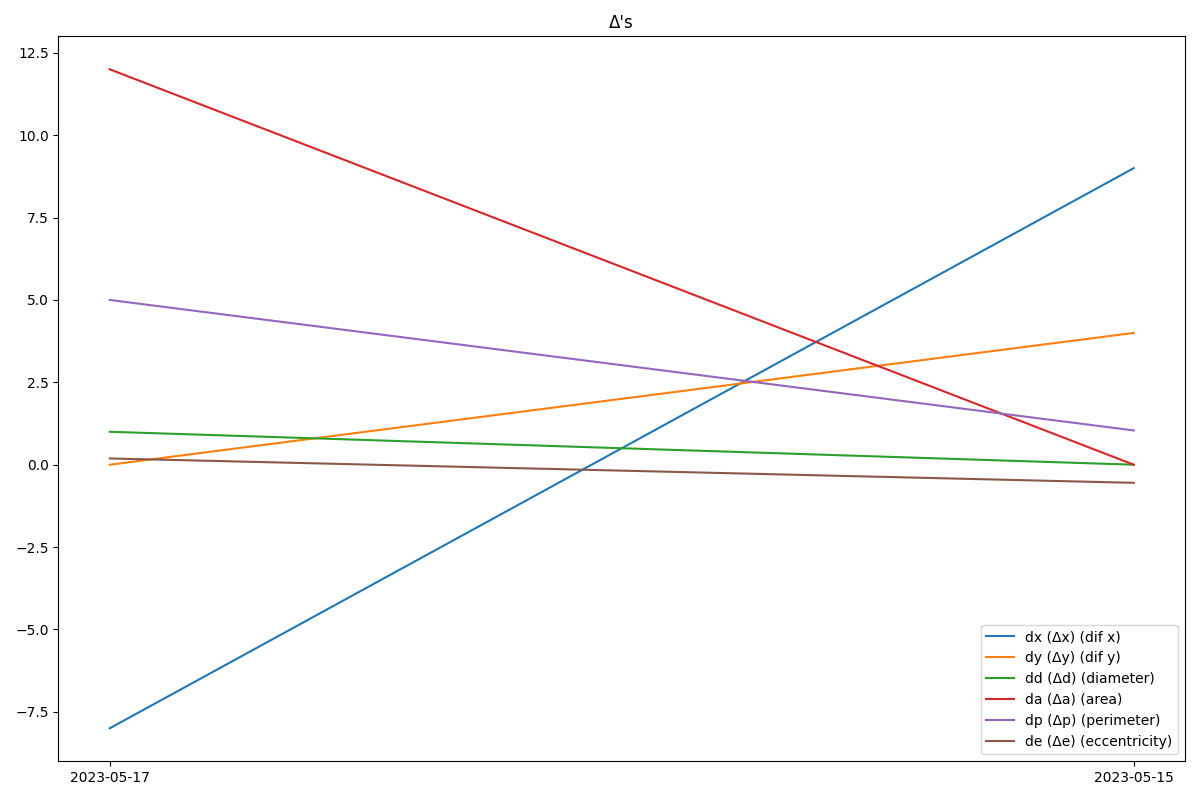 Δ's
12.5
10.0
7.5
5.0
2.5
0.0
−2.5
−5.0
−7.5
2023-05-17
2023-05-15
dx (Δx) (dif x)
dy (Δy) (dif y)
dd (Δd) (diameter)
da (Δa) (area)
dp (Δp) (perimeter)
de (Δe) (eccentricity)